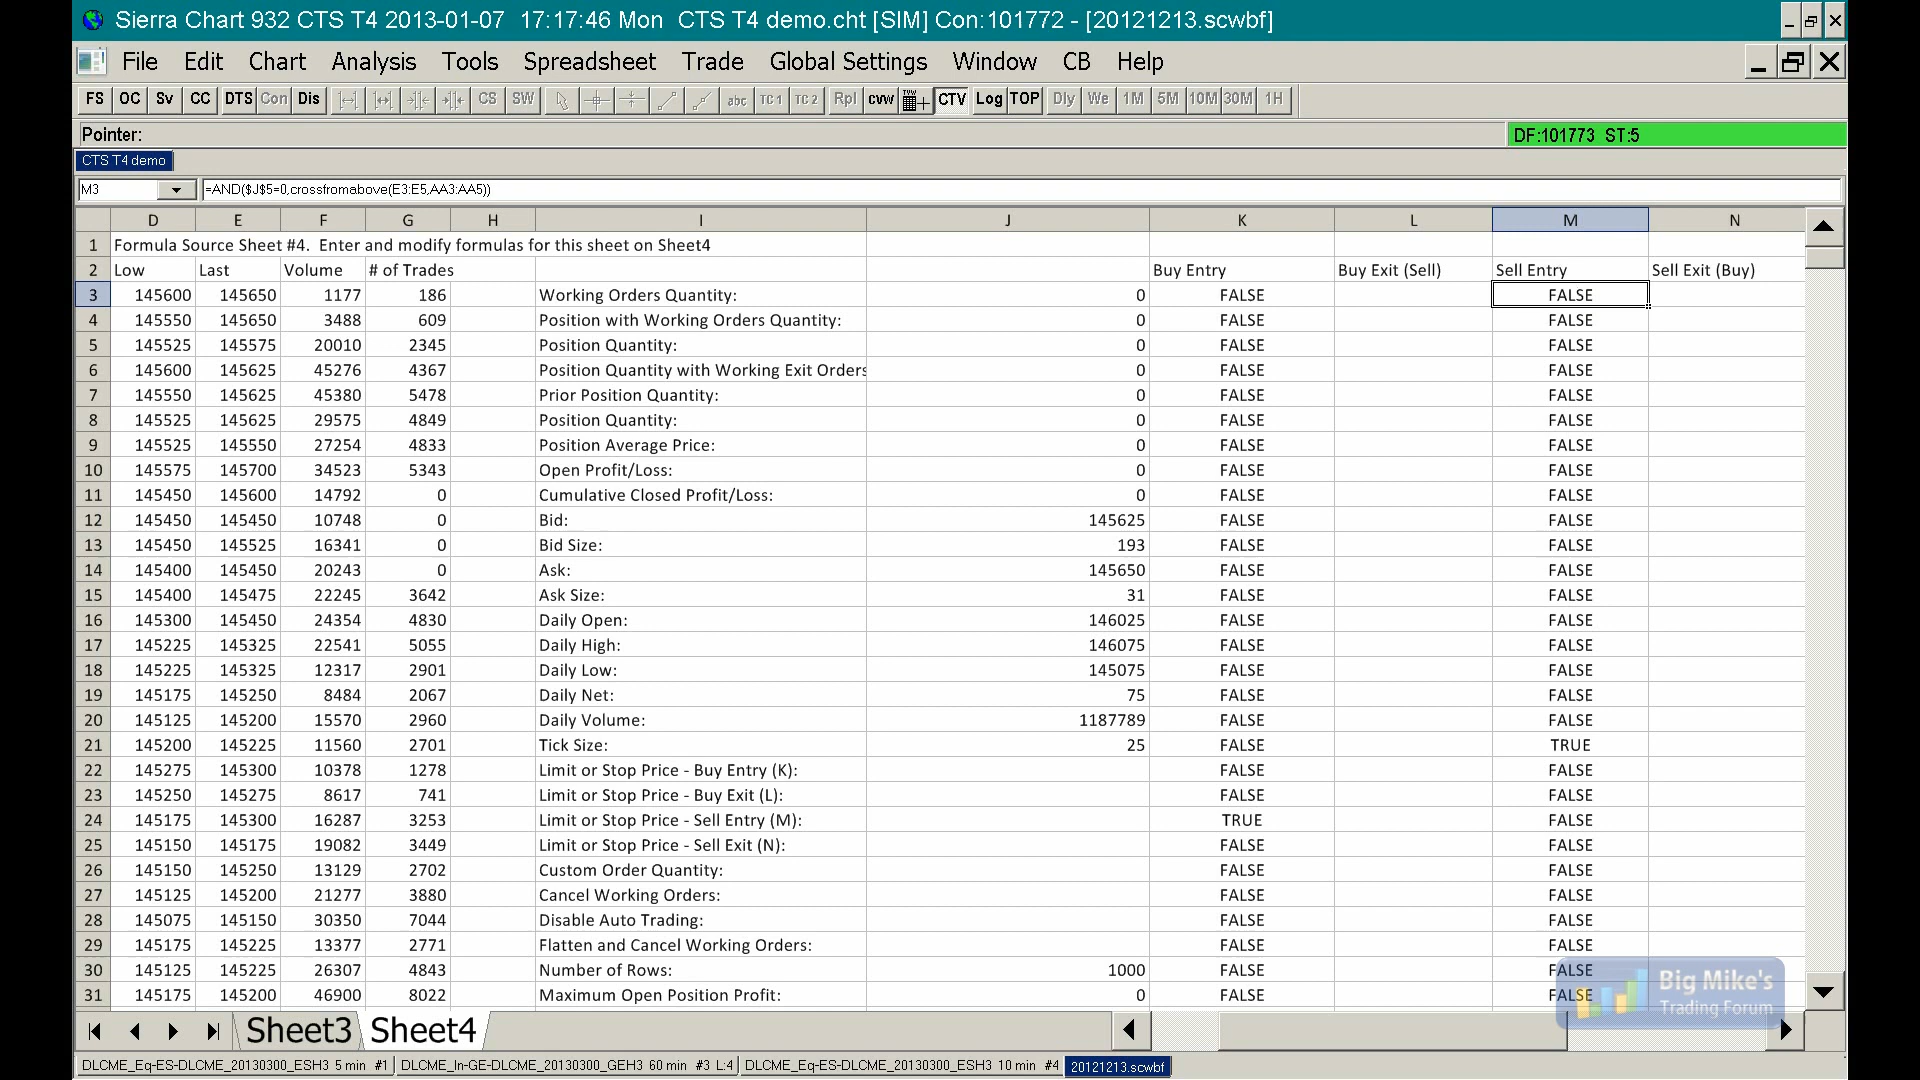 Sierra Chart 932 CTS T4 2013-01-07 17:17:46 Mon CTS T4 demo.cht [SIM] Con:101772 - [20121213.scwbf]
File Edit Chart Analysis Tools Spreadsheet Trade Global Settings Window CB Help
FS OC Sv CC DTS Con Dis CS SW abc TC 1 TC 2 Rpl CVW CTV Log TOP Dly We 1M 5M 10M 30M 1H
Pointer: DF:101773 ST:5
CTS T4 demo
M3 =AND($J$5=0,crossfromabove(E3:E5,AA3:AA5))
D E F G H I J K L M N
1 Formula Source Sheet #4. Enter and modify formulas for this sheet on Sheet4
2 Low Last Volume # of Trades Buy Entry Buy Exit (Sell) Sell Entry Sell Exit (Buy)
3 145600 145650 1177 186 Working Orders Quantity: 0 FALSE FALSE
4 145550 145650 3488 609 Position with Working Orders Quantity: 0 FALSE FALSE
5 145525 145575 20010 2345 Position Quantity: 0 FALSE FALSE
6 145600 145625 45276 4367 Position Quantity with Working Exit Orders 0 FALSE FALSE
7 145550 145625 45380 5478 Prior Position Quantity: 0 FALSE FALSE
8 145525 145625 29575 4849 Position Quantity: 0 FALSE FALSE
9 145525 145550 27254 4833 Position Average Price: 0 FALSE FALSE
10 145575 145700 34523 5343 Open Profit/Loss: 0 FALSE FALSE
11 145450 145600 14792 0 Cumulative Closed Profit/Loss: 0 FALSE FALSE
12 145450 145450 10748 0 Bid: 145625 FALSE FALSE
13 145450 145525 16341 0 Bid Size: 193 FALSE FALSE
14 145400 145450 20243 0 Ask: 145650 FALSE FALSE
15 145400 145475 22245 3642 Ask Size: 31 FALSE FALSE
16 145300 145450 24354 4830 Daily Open: 146025 FALSE FALSE
17 145225 145325 22541 5055 Daily High: 146075 FALSE FALSE
18 145225 145325 12317 2901 Daily Low: 145075 FALSE FALSE
19 145175 145250 8484 2067 Daily Net: 75 FALSE FALSE
20 145125 145200 15570 2960 Daily Volume: 1187789 FALSE FALSE
21 145200 145225 11560 2701 Tick Size: 25 FALSE TRUE
22 145275 145300 10378 1278 Limit or Stop Price - Buy Entry (K): FALSE FALSE
23 145250 145275 8617 741 Limit or Stop Price - Buy Exit (L): FALSE FALSE
24 145175 145300 16287 3253 Limit or Stop Price - Sell Entry (M): TRUE FALSE
25 145150 145175 19082 3449 Limit or Stop Price - Sell Exit (N): FALSE FALSE
26 145150 145250 13129 2702 Custom Order Quantity: FALSE FALSE
27 145125 145200 21277 3880 Cancel Working Orders: FALSE FALSE
28 145075 145150 30350 7044 Disable Auto Trading: FALSE FALSE
29 145175 145225 13377 2771 Flatten and Cancel Working Orders: FALSE FALSE
30 145125 145225 26307 4843 Number of Rows: 1000 FALSE FALSE
31 145175 145200 46900 8022 Maximum Open Position Profit: 0 FALSE FALSE
Big Mike's
Trading Forum
Sheet3 Sheet4
DLCME_Eq-ES-DLCME_20130300_ESH3 5 min #1 DLCME_In-GE-DLCME_20130300_GEH3 60 min #3 L:4 DLCME_Eq-ES-DLCME_20130300_ESH3 10 min #4 20121213.scwbf